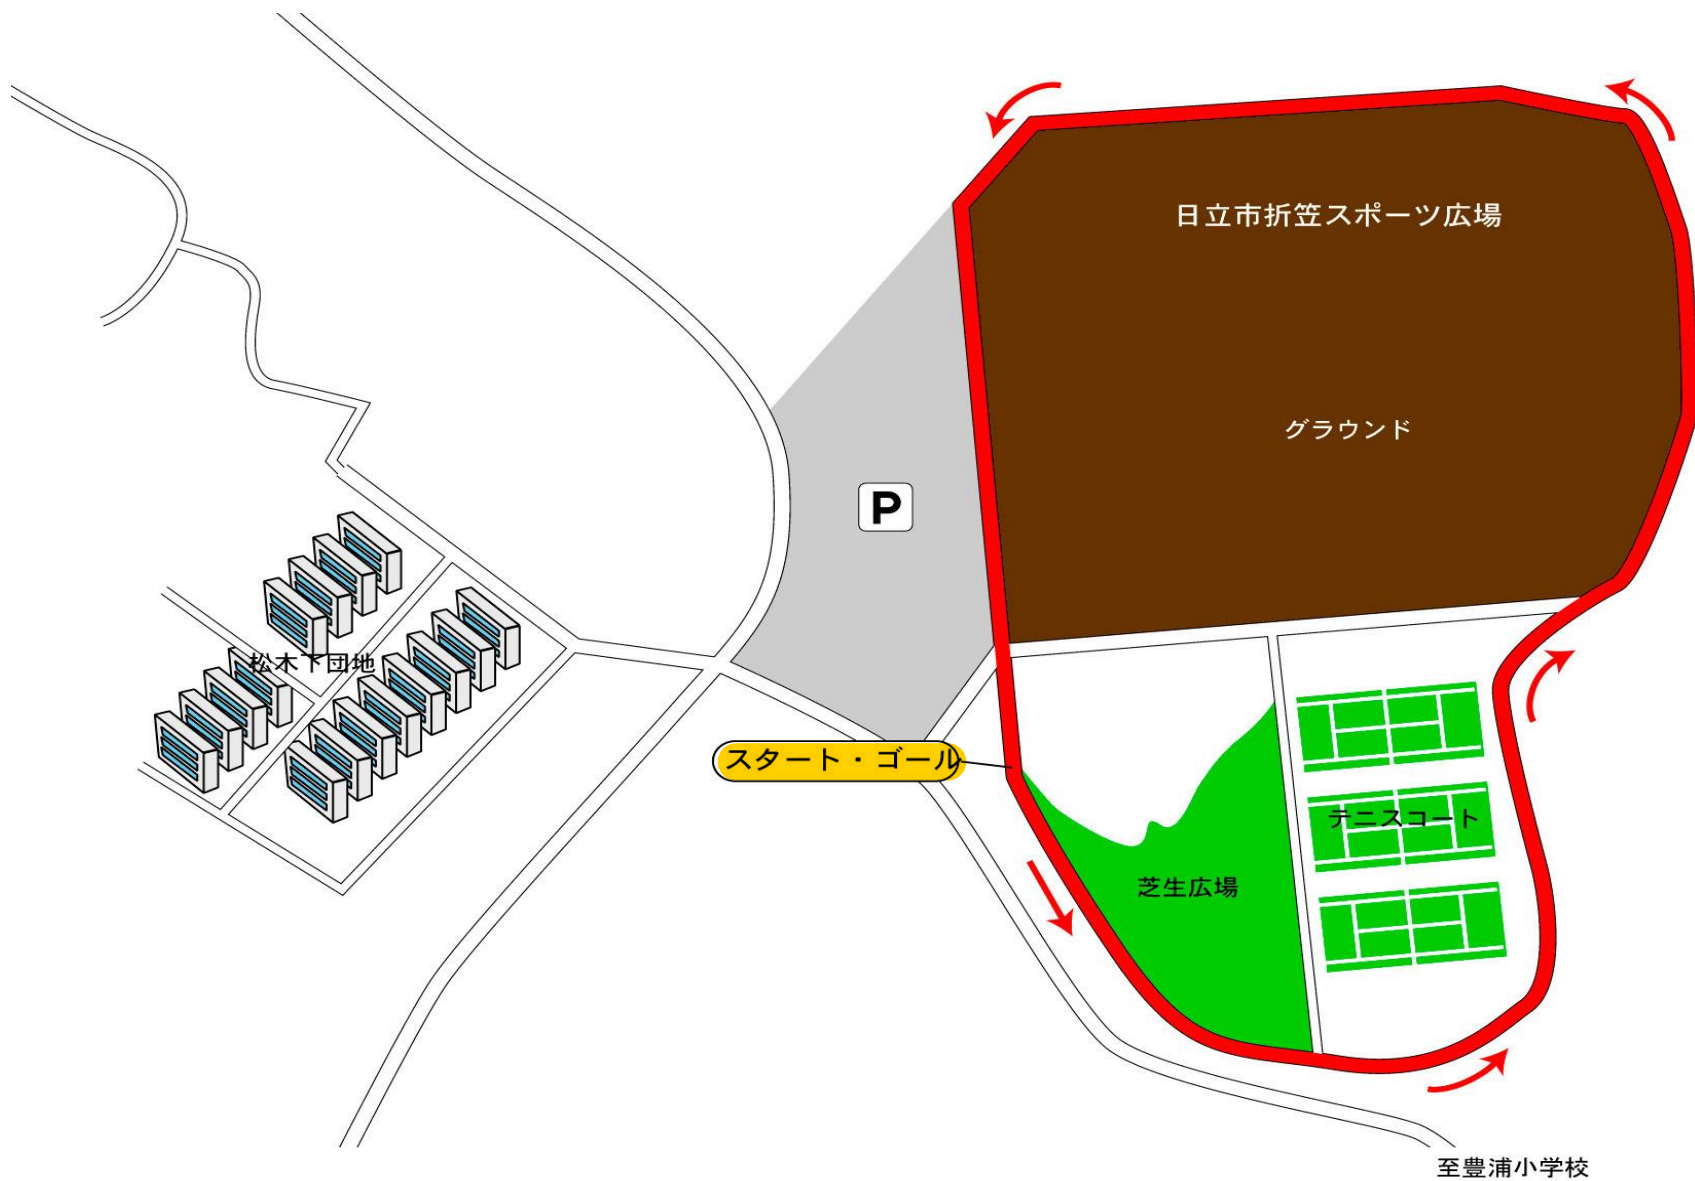 日立市折笠スポーツ広場
グラウンド
P
松木下団地
スタート・ゴール
テニスコート
芝生広場
至豊浦小学校